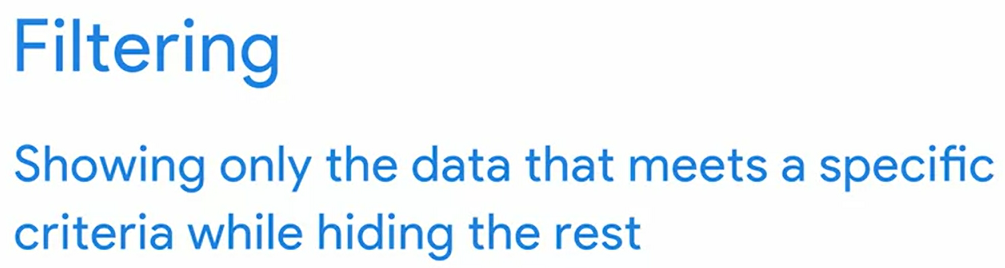 Filtering
Showing only the data that meets a specific
criteria while hiding the rest